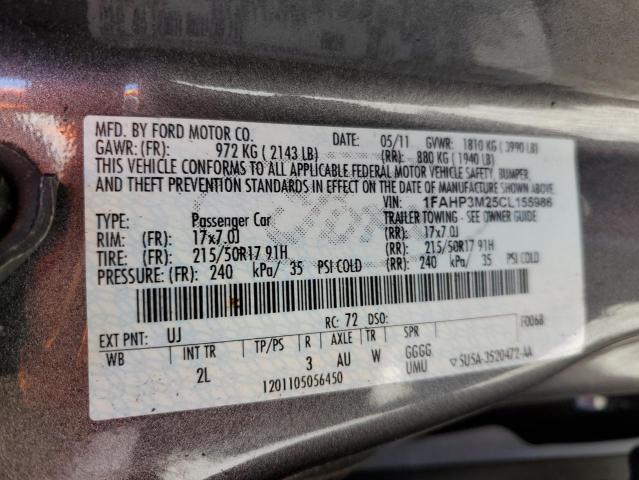 MFD. BY FORD MOTOR CO. DATE: 05/11 GVWR: 1810 KG ( 3990 LB)
GAWR: (FR): 972 KG ( 2143 LB) (RR): 880 KG ( 1940 LB)
THIS VEHICLE CONFORMS TO ALL APPLICABLE FEDERAL MOTOR VEHICLE SAFETY, BUMPER
AND THEFT PREVENTION STANDARDS IN EFFECT ON THE DATE OF MANUFACTURE SHOWN ABOVE
VIN: 1FAHP3M25CL155986
TYPE: Passenger Car TRAILER TOWING - SEE OWNER GUIDE
RIM: (FR): 17x7.0J (RR): 17x7.0J
TIRE: (FR): 215/50R17 91H (RR): 215/50R17 91H
PRESSURE: (FR): 240 kPa/ 35 PSI COLD (RR): 240 kPa/ 35 PSI COLD
EXT PNT: UJ RC: 72 DSO: F0068
WB INT TR TP/PS R AXLE TR SPR
2L 3 AU W GGGG
UMU
1201105056450
5U5A-3520472-AA